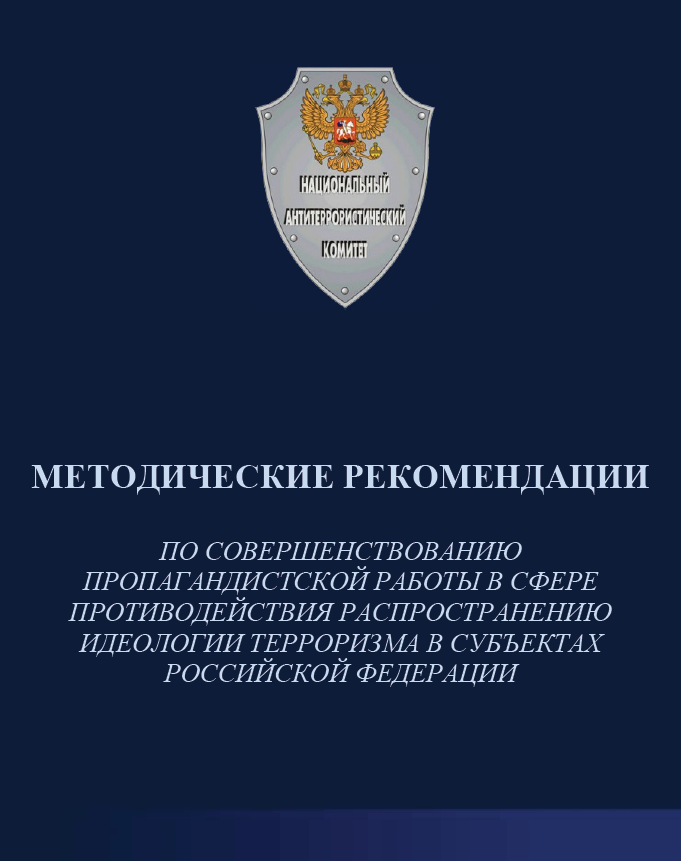 НАЦИОНАЛЬНЫЙ
АНТИТЕРРОРИСТИЧЕСКИЙ
КОМИТЕТ
МЕТОДИЧЕСКИЕ РЕКОМЕНДАЦИИ
ПО СОВЕРШЕНСТВОВАНИЮ
ПРОПАГАНДИСТСКОЙ РАБОТЫ В СФЕРЕ
ПРОТИВОДЕЙСТВИЯ РАСПРОСТРАНЕНИЮ
ИДЕОЛОГИИ ТЕРРОРИЗМА В СУБЪЕКТАХ
РОССИЙСКОЙ ФЕДЕРАЦИИ